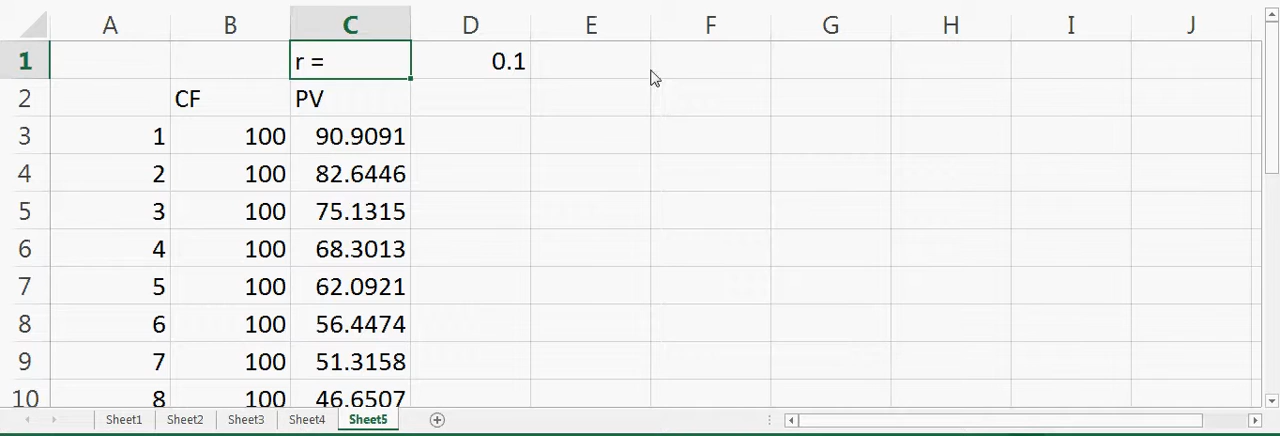 A B C D E F G H I J
1 r = 0.1
2 CF PV
3 1 100 90.9091
4 2 100 82.6446
5 3 100 75.1315
6 4 100 68.3013
7 5 100 62.0921
8 6 100 56.4474
9 7 100 51.3158
10 8 100 46.6507
Sheet1 Sheet2 Sheet3 Sheet4 Sheet5